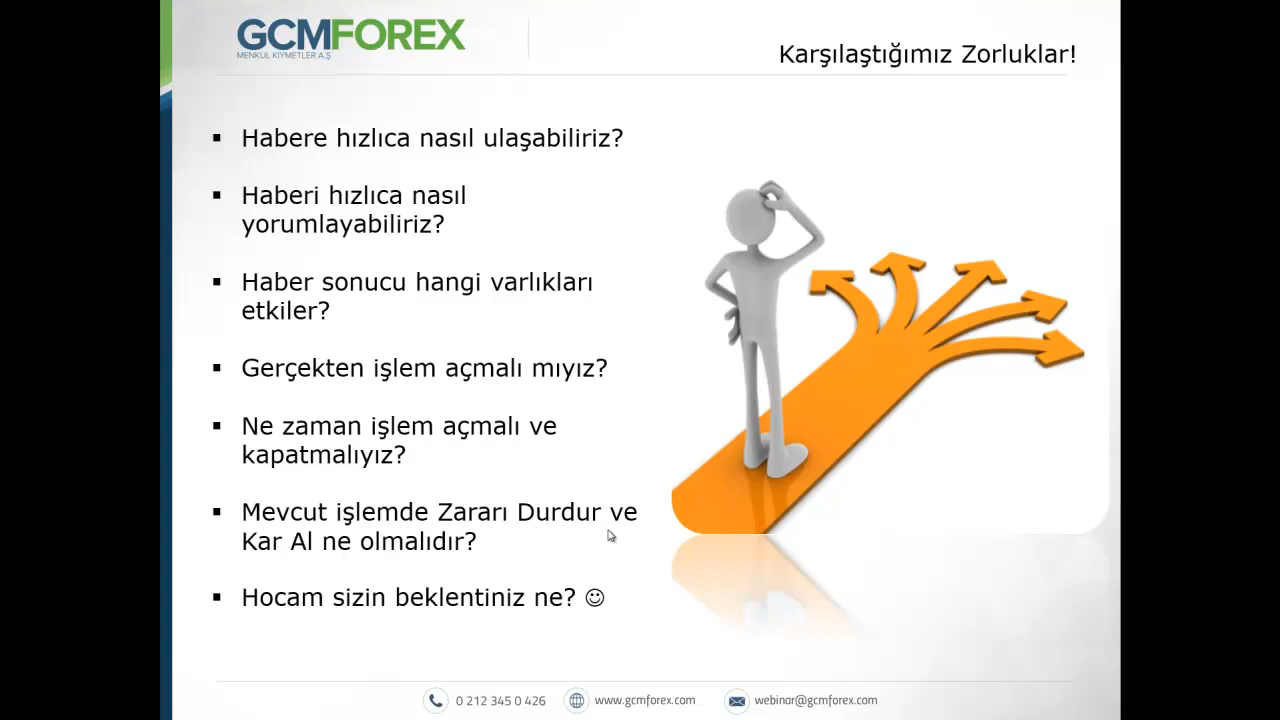 GCMFOREX
MENKUL KIYMETLER A.Ş
Karşılaştığımız Zorluklar!
▪ Habere hızlıca nasıl ulaşabiliriz?
▪ Haberi hızlıca nasıl
yorumlayabiliriz?
▪ Haber sonucu hangi varlıkları
etkiler?
▪ Gerçekten işlem açmalı mıyız?
▪ Ne zaman işlem açmalı ve
kapatmalıyız?
▪ Mevcut işlemde Zararı Durdur ve
Kar Al ne olmalıdır?
▪ Hocam sizin beklentiniz ne? ☺
0 212 345 0 426 www.gcmforex.com webinar@gcmforex.com